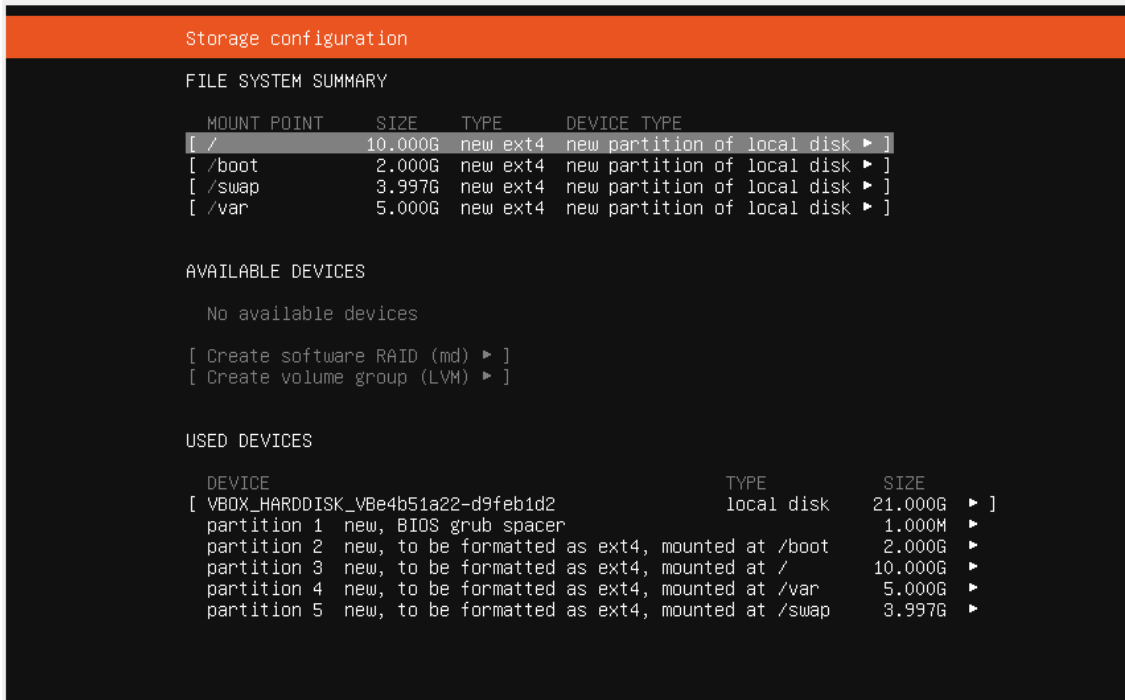 Storage configuration
FILE SYSTEM SUMMARY
MOUNT POINT SIZE TYPE DEVICE TYPE
[ / 10.000G new ext4 new partition of local disk ▸ ]
[ /boot 2.000G new ext4 new partition of local disk ▸ ]
[ /swap 3.997G new ext4 new partition of local disk ▸ ]
[ /var 5.000G new ext4 new partition of local disk ▸ ]
AVAILABLE DEVICES
No available devices
[ Create software RAID (md) ▸ ]
[ Create volume group (LVM) ▸ ]
USED DEVICES
DEVICE TYPE SIZE
[ VBOX_HARDDISK_VBe4b51a22-d9feb1d2 local disk 21.000G ▸ ]
partition 1 new, BIOS grub spacer 1.000M ▸
partition 2 new, to be formatted as ext4, mounted at /boot 2.000G ▸
partition 3 new, to be formatted as ext4, mounted at / 10.000G ▸
partition 4 new, to be formatted as ext4, mounted at /var 5.000G ▸
partition 5 new, to be formatted as ext4, mounted at /swap 3.997G ▸